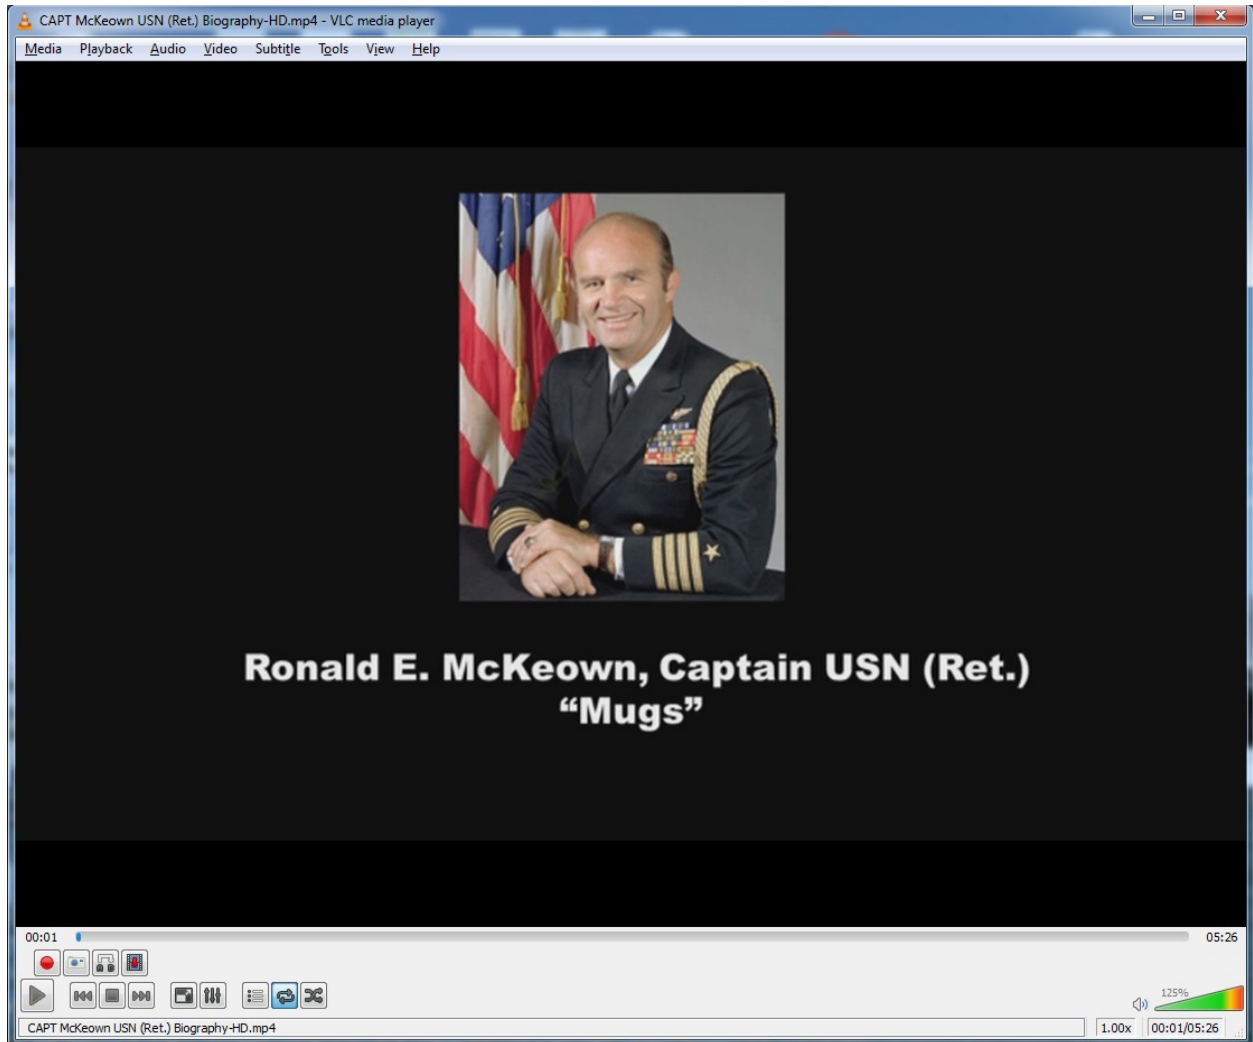 CAPT McKeown USN (Ret.) Biography-HD.mp4 - VLC media player
Media Playback Audio Video Subtitle Tools View Help
Ronald E. McKeown, Captain USN (Ret.)
“Mugs”
00:01 05:26
125%
CAPT McKeown USN (Ret.) Biography-HD.mp4 1.00x 00:01/05:26